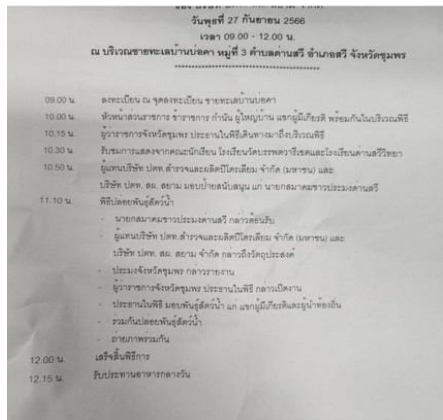 วันพุธที่ 27 กันยายน 2566
เวลา 09.00 - 12.00 น.
ณ บริเวณชายทะเลบ้านบ่อคา หมู่ที่ 3 ตำบลด่านสวี อำเภอสวี จังหวัดชุมพร
09.00 น. ลงทะเบียน ณ จุดลงทะเบียน ชายทะเลบ้านบ่อคา
10.00 น. หัวหน้าส่วนราชการ ข้าราชการ กำนัน ผู้ใหญ่บ้าน แขกผู้มีเกียรติ พร้อมกันในบริเวณพิธี
10.15 น. ผู้ว่าราชการจังหวัดชุมพร ประธานในพิธีเดินทางมาถึงบริเวณพิธี
10.30 น. รับชมการแสดงจากคณะนักเรียน โรงเรียนวัดบรรพตวารีเขตและโรงเรียนด่านสวีวิทยา
10.50 น. ผู้แทนบริษัท ปตท.สำรวจและผลิตปิโตรเลียม จำกัด (มหาชน) และ
บริษัท ปตท. สผ. สยาม มอบป้ายสนับสนุน แก่ นายกสมาคมชาวประมงด่านสวี
11.10 น. พิธีปล่อยพันธุ์สัตว์น้ำ
- นายกสมาคมชาวประมงด่านสวี กล่าวต้อนรับ
- ผู้แทนบริษัท ปตท.สำรวจและผลิตปิโตรเลียม จำกัด (มหาชน) และ
บริษัท ปตท. สผ. สยาม จำกัด กล่าวถึงวัตถุประสงค์
- ประมงจังหวัดชุมพร กล่าวรายงาน
- ผู้ว่าราชการจังหวัดชุมพร ประธานในพิธี กล่าวเปิดงาน
- ประธานในพิธี มอบพันธุ์สัตว์น้ำ แก่ แขกผู้มีเกียรติและผู้นำท้องถิ่น
- ร่วมกันปล่อยพันธุ์สัตว์น้ำ
- ถ่ายภาพร่วมกัน
12.00 น. เสร็จสิ้นพิธีการ
12.15 น. รับประทานอาหารกลางวัน